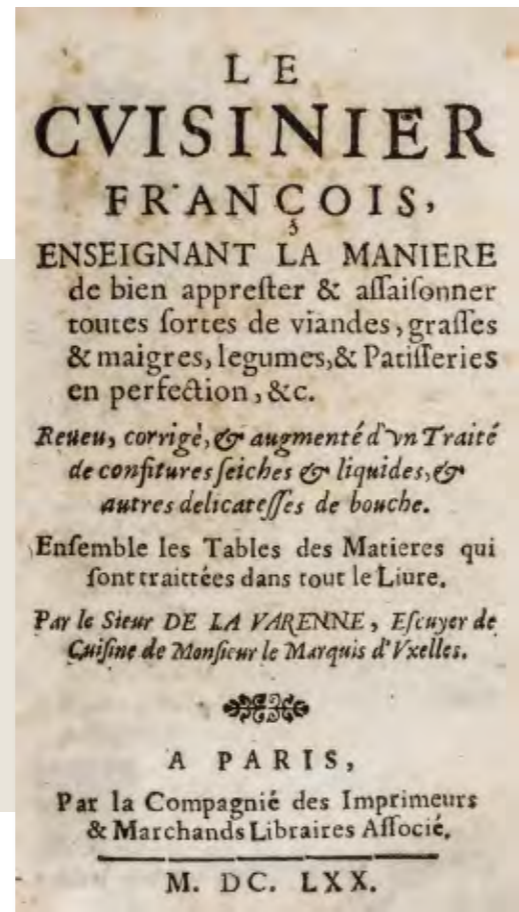 LE
CVISINIER
FRANÇOIS,
ENSEIGNANT LA MANIERE
de bien appreſter & aſſaiſonner
toutes ſortes de viandes, graſſes
& maigres, legumes, & Patiſſeries
en perfection, &c.
Reueu, corrigè, & augmenté d'vn Traité
de confitures ſeiches & liquides, &
autres delicateſſes de bouche.
Enſemble les Tables des Matieres qui
ſont traittées dans tout le Liure.
Par le Sieur DE LA VARENNE, Eſcuyer de
Cuiſine de Monſieur le Marquis d'Vxelles.
A PARIS,
Par la Compagnié des Imprimeurs
& Marchands Libraires Aſſocié.
M. DC. LXX.